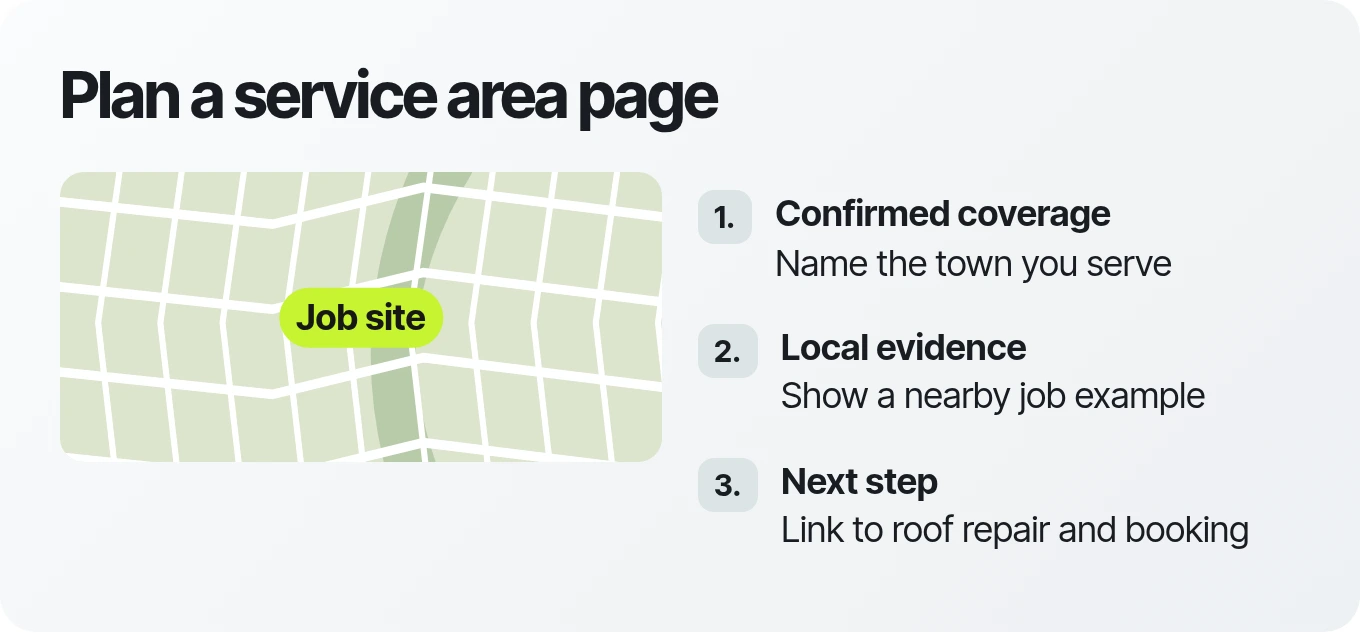 Plan a service area page
Job site
1. Confirmed coverage
Name the town you serve
2. Local evidence
Show a nearby job example
3. Next step
Link to roof repair and booking